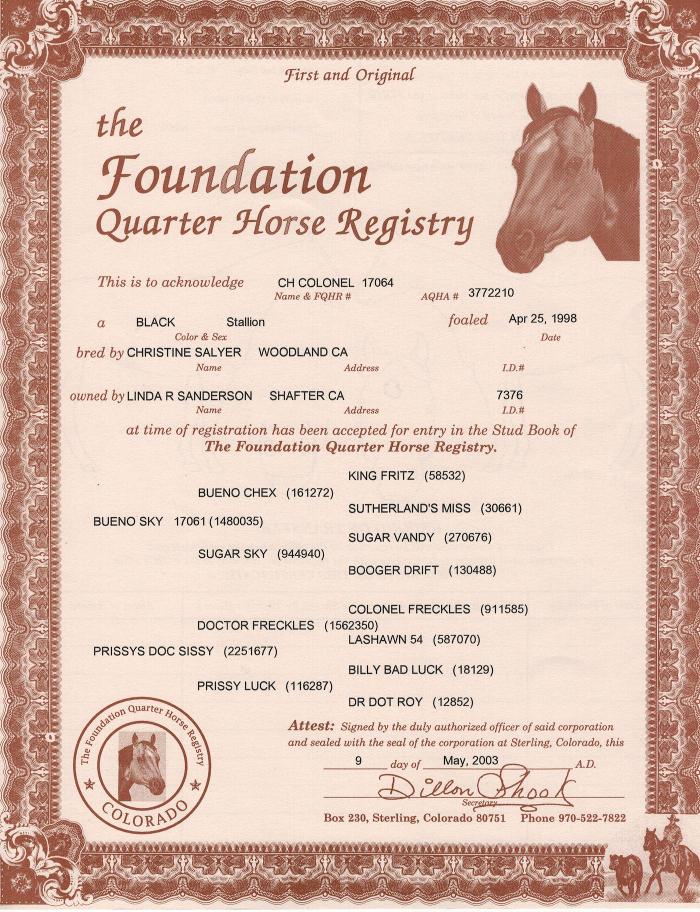 First and Original
the
Foundation
Quarter Horse Registry
This is to acknowledge CH COLONEL 17064 AQHA # 3772210
Name & FQHR #
a BLACK Stallion foaled Apr 25, 1998
Color & Sex Date
bred by CHRISTINE SALYER WOODLAND CA
Name Address I.D.#
owned by LINDA R SANDERSON SHAFTER CA 7376
Name Address I.D.#
at time of registration has been accepted for entry in the Stud Book of
The Foundation Quarter Horse Registry.
KING FRITZ (58532)
BUENO CHEX (161272)
SUTHERLAND'S MISS (30661)
BUENO SKY 17061 (1480035)
SUGAR VANDY (270676)
SUGAR SKY (944940)
BOOGER DRIFT (130488)
COLONEL FRECKLES (911585)
DOCTOR FRECKLES (1562350)
LASHAWN 54 (587070)
PRISSYS DOC SISSY (2251677)
BILLY BAD LUCK (18129)
PRISSY LUCK (116287)
DR DOT ROY (12852)
Attest: Signed by the duly authorized officer of said corporation
and sealed with the seal of the corporation at Sterling, Colorado, this
9 day of May, 2003 A.D.
Dillon Shook
Secretary
Box 230, Sterling, Colorado 80751 Phone 970-522-7822
The Foundation Quarter Horse Registry
COLORADO